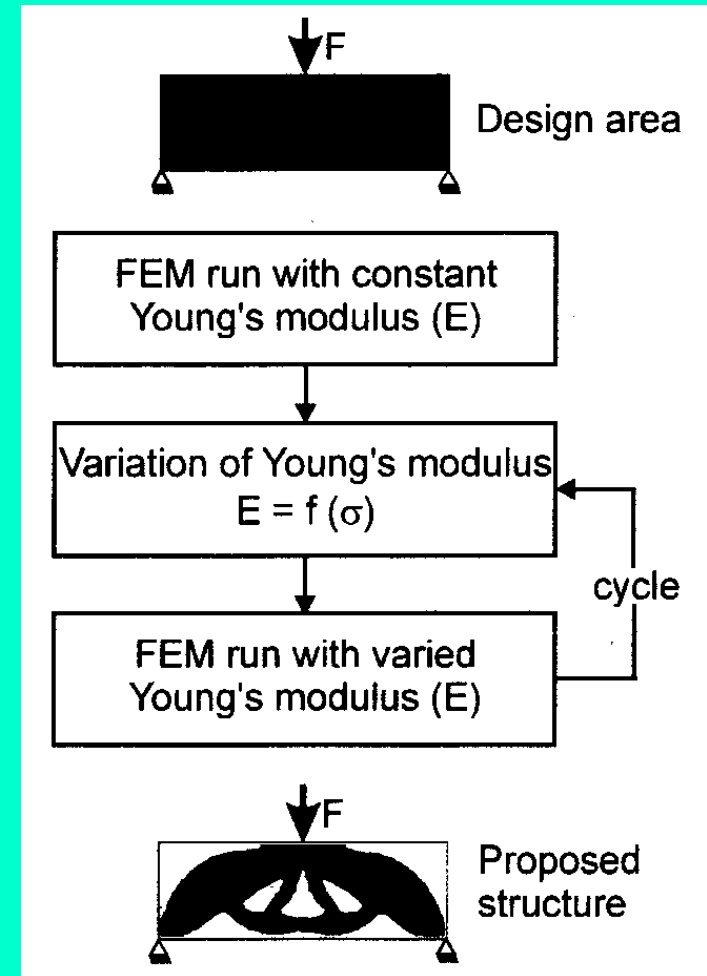 F
Design area
FEM run with constant
Young's modulus (E)
Variation of Young's modulus
E = f (σ)
cycle
FEM run with varied
Young's modulus (E)
F
Proposed
structure